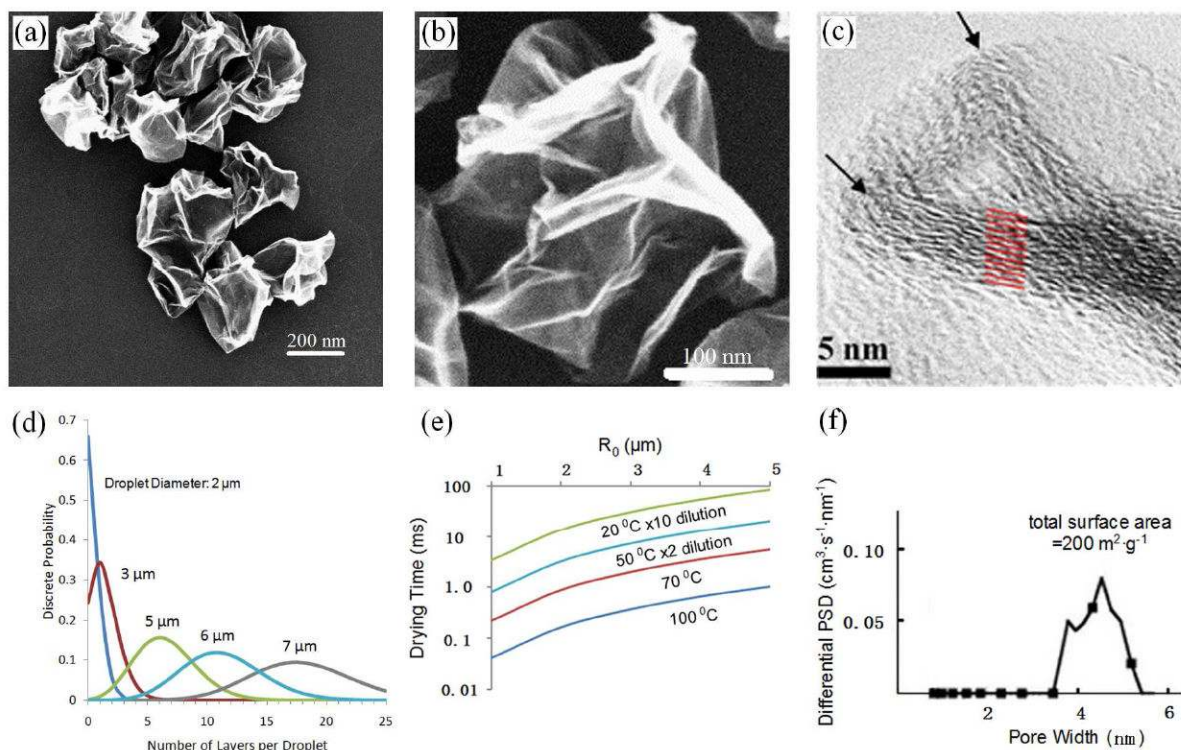 (a)
200 nm
(b)
100 nm
(c)
5 nm
(d)
0.7
0.6
0.5
0.4
0.3
0.2
0.1
0
Discrete Probability
Droplet Diameter: 2 μm
3 μm
5 μm
6 μm
7 μm
0 5 10 15 20 25
Number of Layers per Droplet
(e)
R0 (μm)
1 2 3 4 5
100
10
1.0
0.1
0.01
Drying Time (ms)
20 ⁰C x10 dilution
50 ⁰C x2 dilution
70 ⁰C
100 ⁰C
(f)
Differential PSD (cm³·s⁻¹·nm⁻¹)
0.10
0.05
total surface area
=200 m²·g⁻¹
2 4 6
Pore Width (nm)